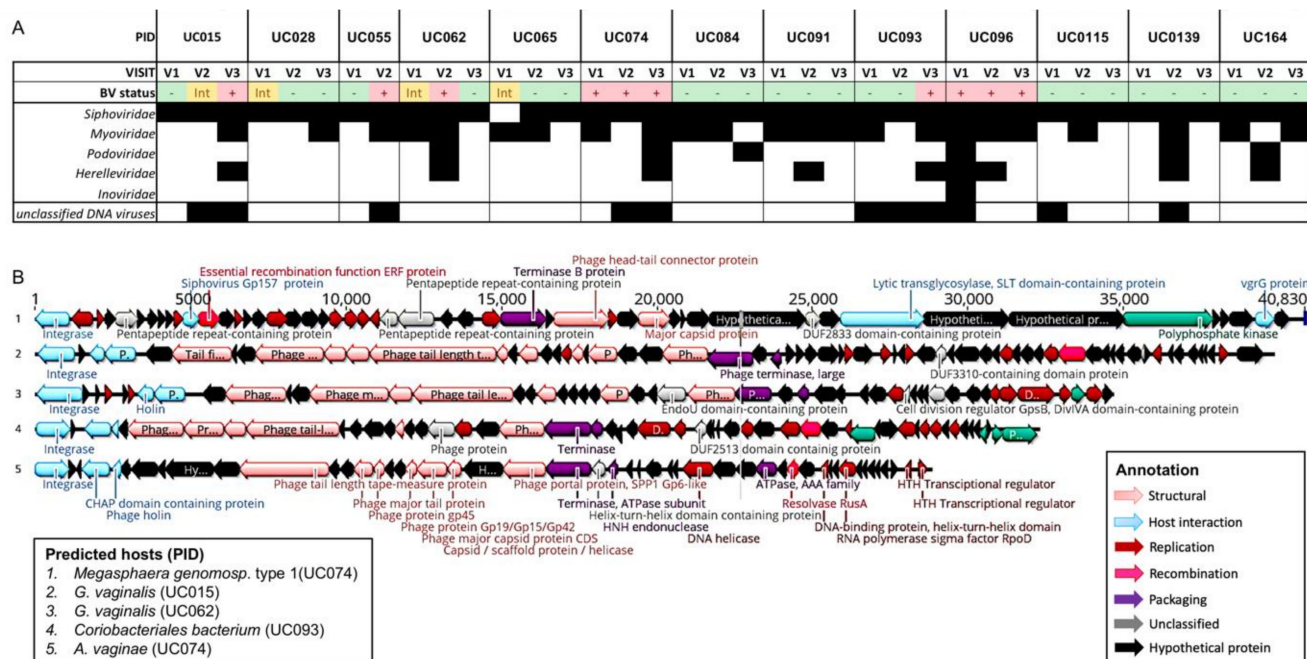 A
PID UC015 UC028 UC055 UC062 UC065 UC074 UC084 UC091 UC093 UC096 UC0115 UC0139 UC164
VISIT V1 V2 V3 V1 V2 V3 V1 V2 V1 V2 V3 V1 V2 V3 V1 V2 V3 V1 V2 V3 V1 V2 V3 V1 V2 V3 V1 V2 V3 V1 V2 V3 V1 V2 V3 V1 V2 V3
BV status - Int + Int - - - + Int + - Int - - + + + - - - - - - - - + + + + - - - - - - - - -
Siphoviridae
Myoviridae
Podoviridae
Herelleviridae
Inoviridae
unclassified DNA viruses
B
Phage head-tail connector protein
Essential recombination function ERF protein Terminase B protein
Siphovirus Gp157 protein Pentapeptide repeat-containing protein Lytic transglycosylase, SLT domain-containing protein vgrG protein
1 5000 10,000 15,000 20,000 25,000 30,000 35,000 40,830
1 Hypothetica... Hypotheti... Hypothetical pr...
Integrase Pentapeptide repeat-containing protein Pentapeptide repeat-containing protein Major capsid protein DUF2833 domain-containing protein Polyphosphate kinase
2 P... Tail fi... Phage ... Phage tail length t... P Ph...
Integrase Phage terminase, large DUF3310-containing domain protein
3 P.. Phag... Phage m... Phage tail le... P Ph... P... D..
Integrase Holin EndoU domain-containing protein Cell division regulator GpsB, DivIVA domain-containing protein
4 Phag... Pr... Phage tail-l... Ph... D.. P...
Integrase Phage protein Terminase DUF2513 domain-containing protein
5 Hy... H...
Integrase Phage tail length tape-measure protein Phage portal protein, SPP1 Gp6-like ATPase, AAA family HTH Transcriptional regulator
CHAP domain containing protein Phage major tail protein Terminase, ATPase subunit Resolvase RusA HTH Transcriptional regulator
Phage holin Phage protein gp45 Helix-turn-helix domain containing protein
Phage protein Gp19/Gp15/Gp42 HNH endonuclease DNA-binding protein, helix-turn-helix domain
Phage major capsid protein CDS DNA helicase RNA polymerase sigma factor RpoD
Capsid / scaffold protein / helicase
Predicted hosts (PID)
1. Megasphaera genomosp. type 1(UC074)
2. G. vaginalis (UC015)
3. G. vaginalis (UC062)
4. Coriobacteriales bacterium (UC093)
5. A. vaginae (UC074)
Annotation
Structural
Host interaction
Replication
Recombination
Packaging
Unclassified
Hypothetical protein